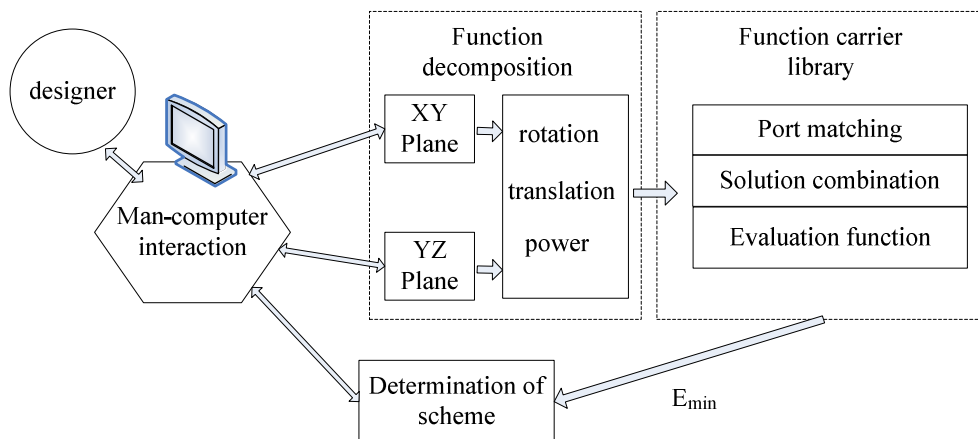 designer
Man-computer
interaction
Function
decomposition
XY
Plane
YZ
Plane
rotation
translation
power
Function carrier
library
Port matching
Solution combination
Evaluation function
Determination of
scheme
Emin